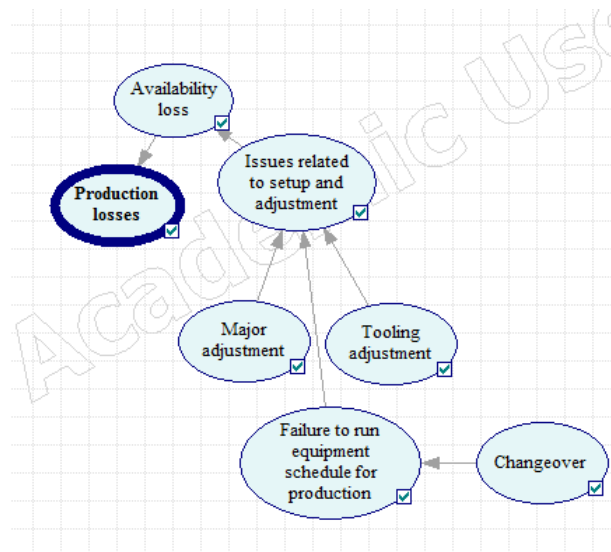 Availability
loss
Production
losses
Issues related
to setup and
adjustment
Major
adjustment
Tooling
adjustment
Failure to run
equipment
schedule for
production
Changeover
Academic Use